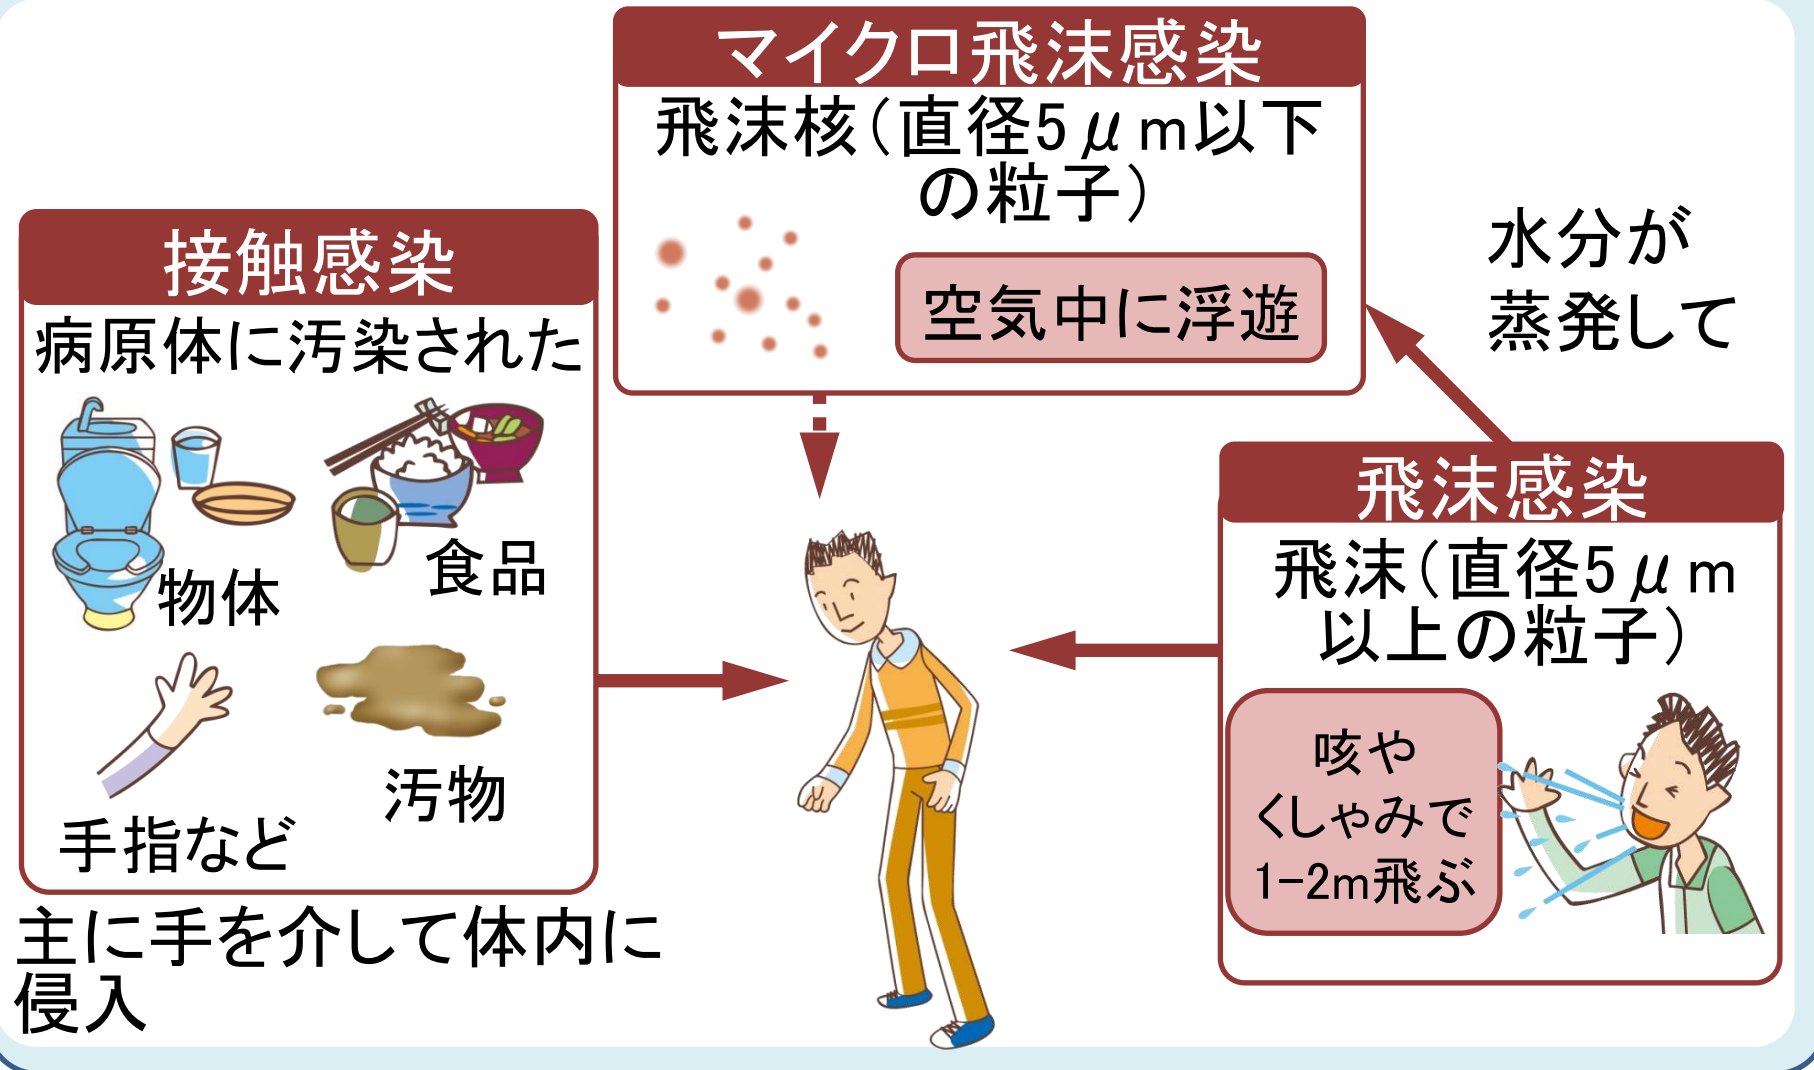 マイクロ飛沫感染
飛沫核(直径5μm以下
の粒子)
空気中に浮遊
接触感染
病原体に汚染された
物体
食品
手指など
汚物
主に手を介して体内に
侵入
水分が
蒸発して
飛沫感染
飛沫(直径5μm
以上の粒子)
咳や
くしゃみで
1-2m飛ぶ